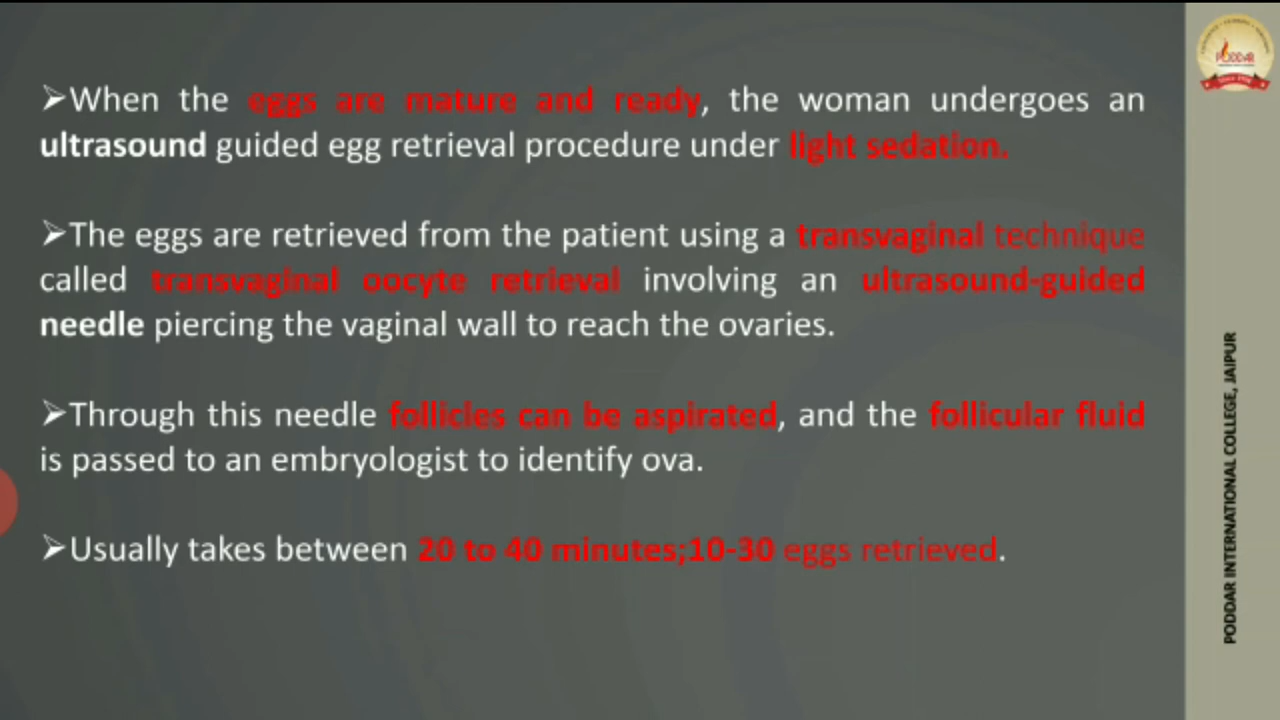 ➢When the eggs are mature and ready, the woman undergoes an
ultrasound guided egg retrieval procedure under light sedation.
➢The eggs are retrieved from the patient using a transvaginal technique
called transvaginal oocyte retrieval involving an ultrasound-guided
needle piercing the vaginal wall to reach the ovaries.
➢Through this needle follicles can be aspirated, and the follicular fluid
is passed to an embryologist to identify ova.
➢Usually takes between 20 to 40 minutes;10-30 eggs retrieved.
PODDAR
PODDAR INTERNATIONAL COLLEGE, JAIPUR